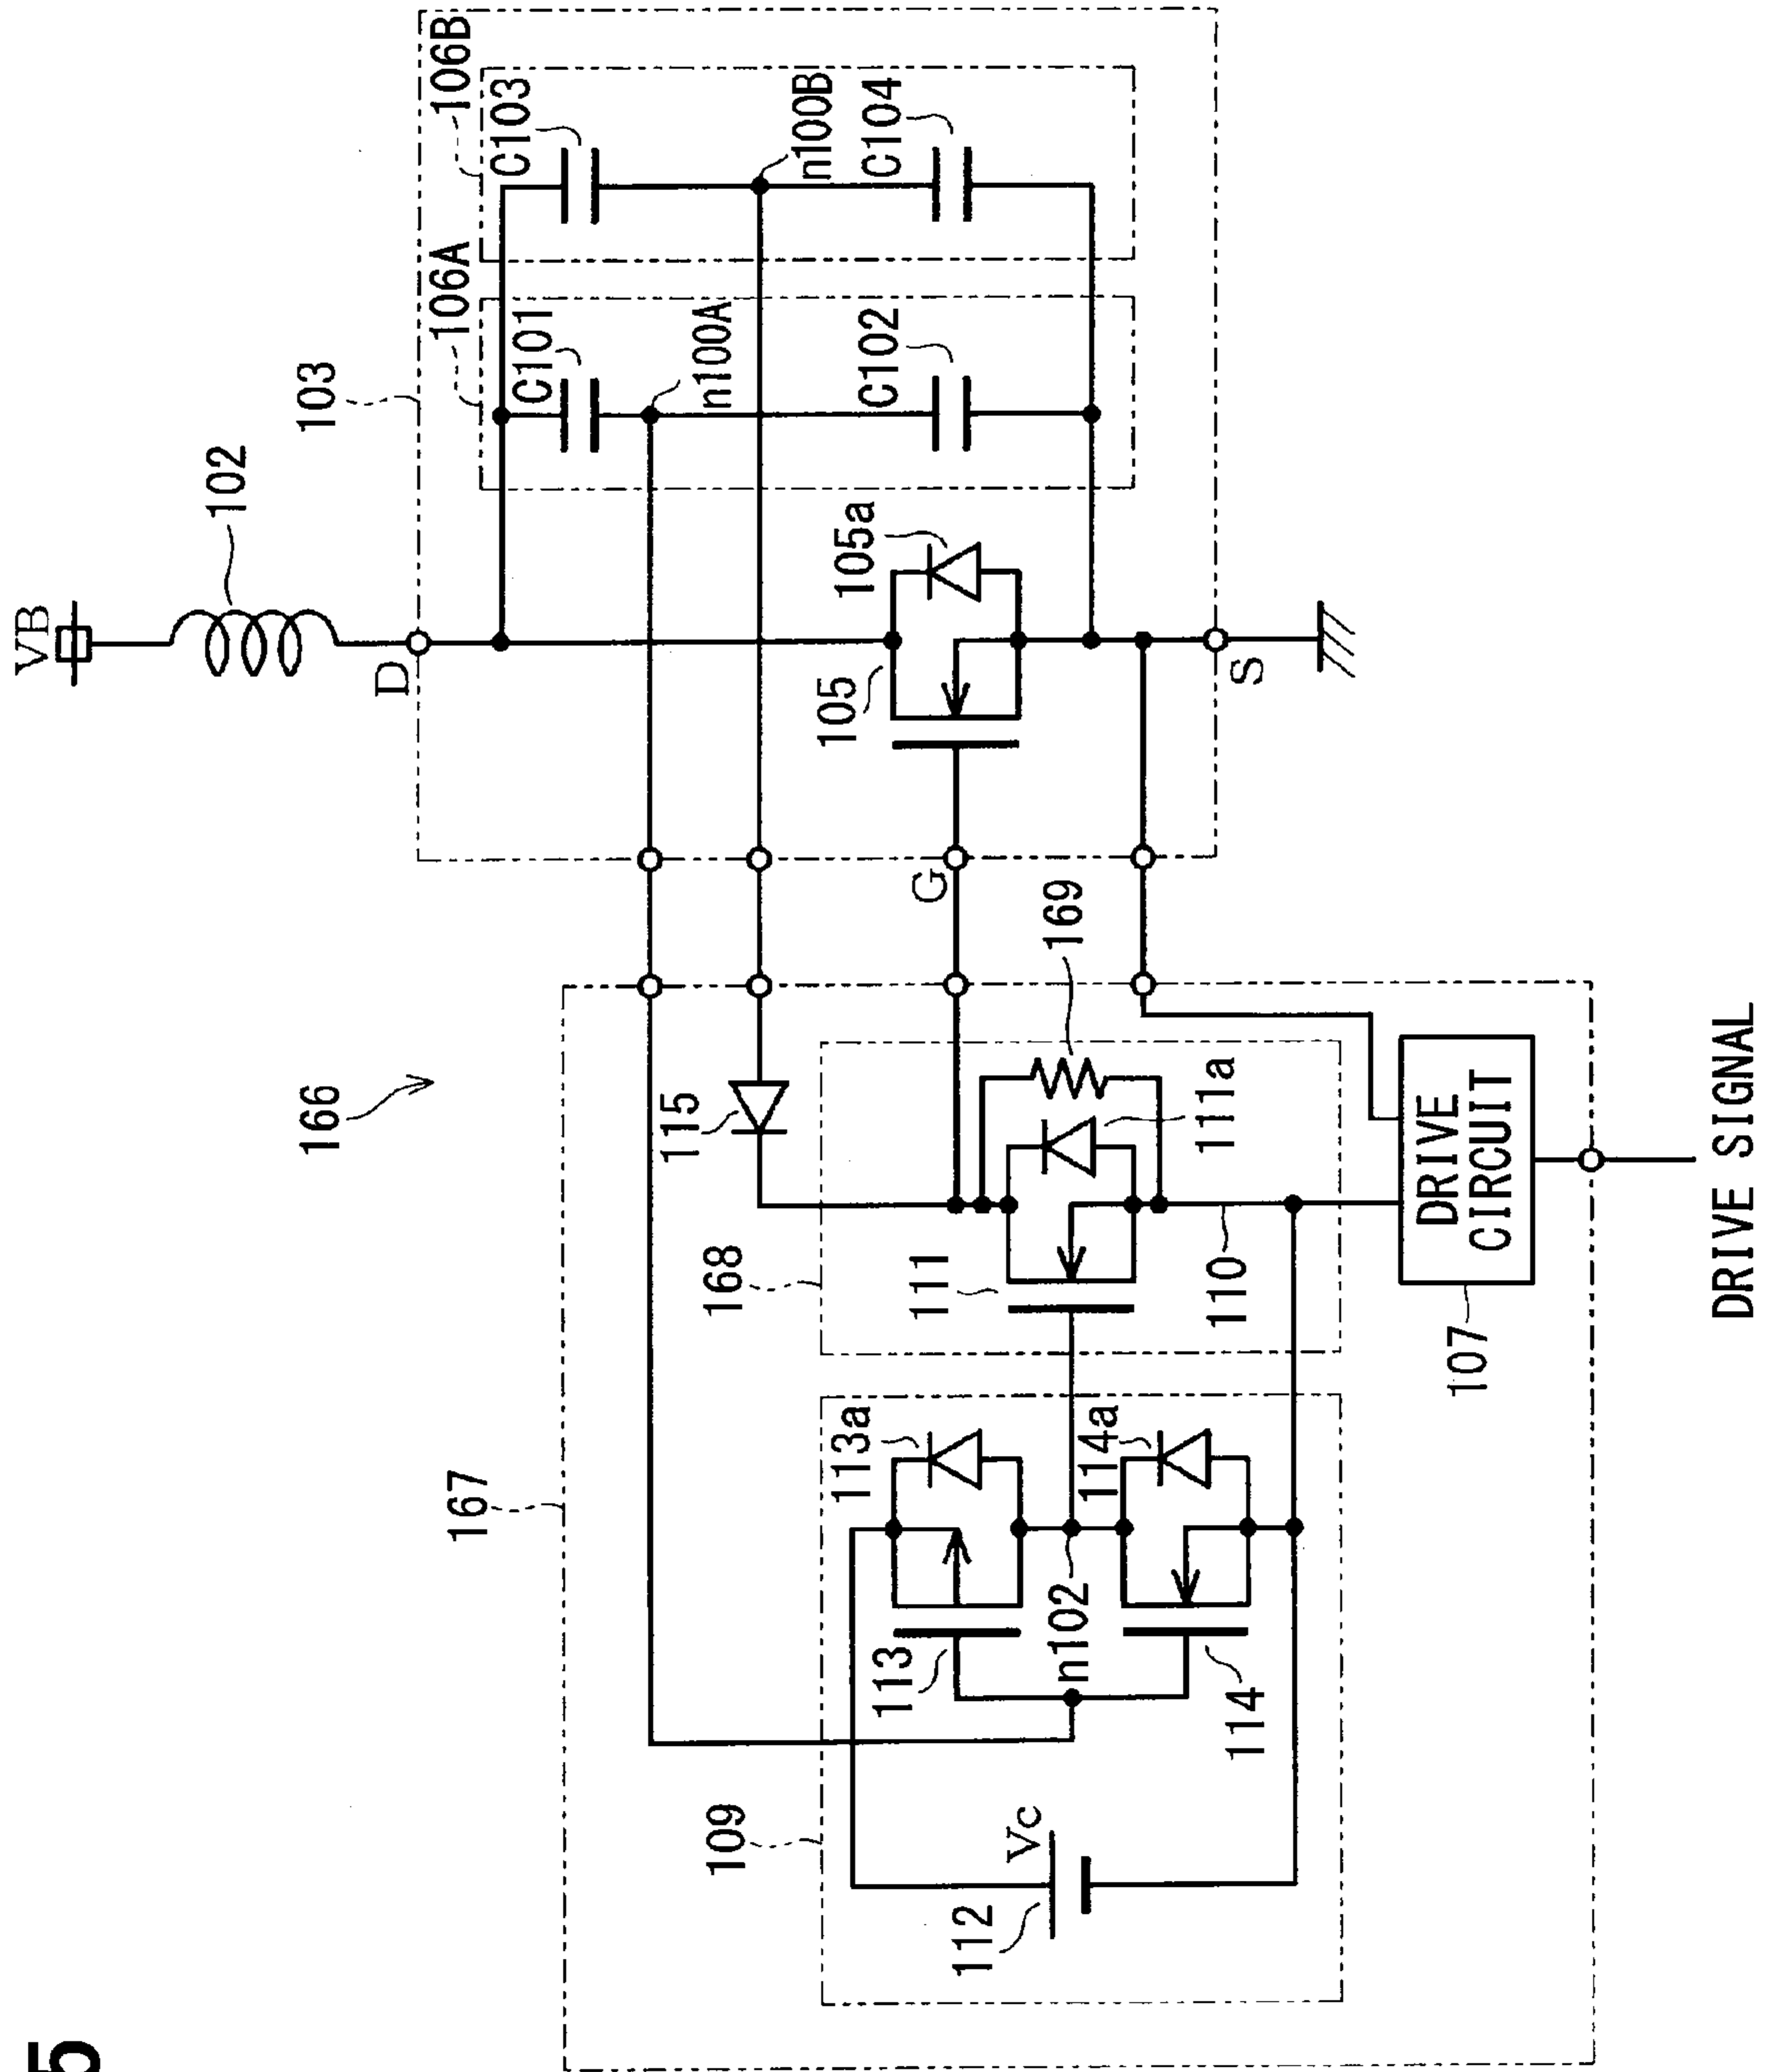 VB
102
103
106A
106B
D
C101
C103
n100A
n100B
C102
C104
105
105a
S
G
166
167
115
168
169
111
111a
110
109
113
113a
n102
114
114a
112
Vc
107
DRIVE
CIRCUIT
DRIVE SIGNAL
5